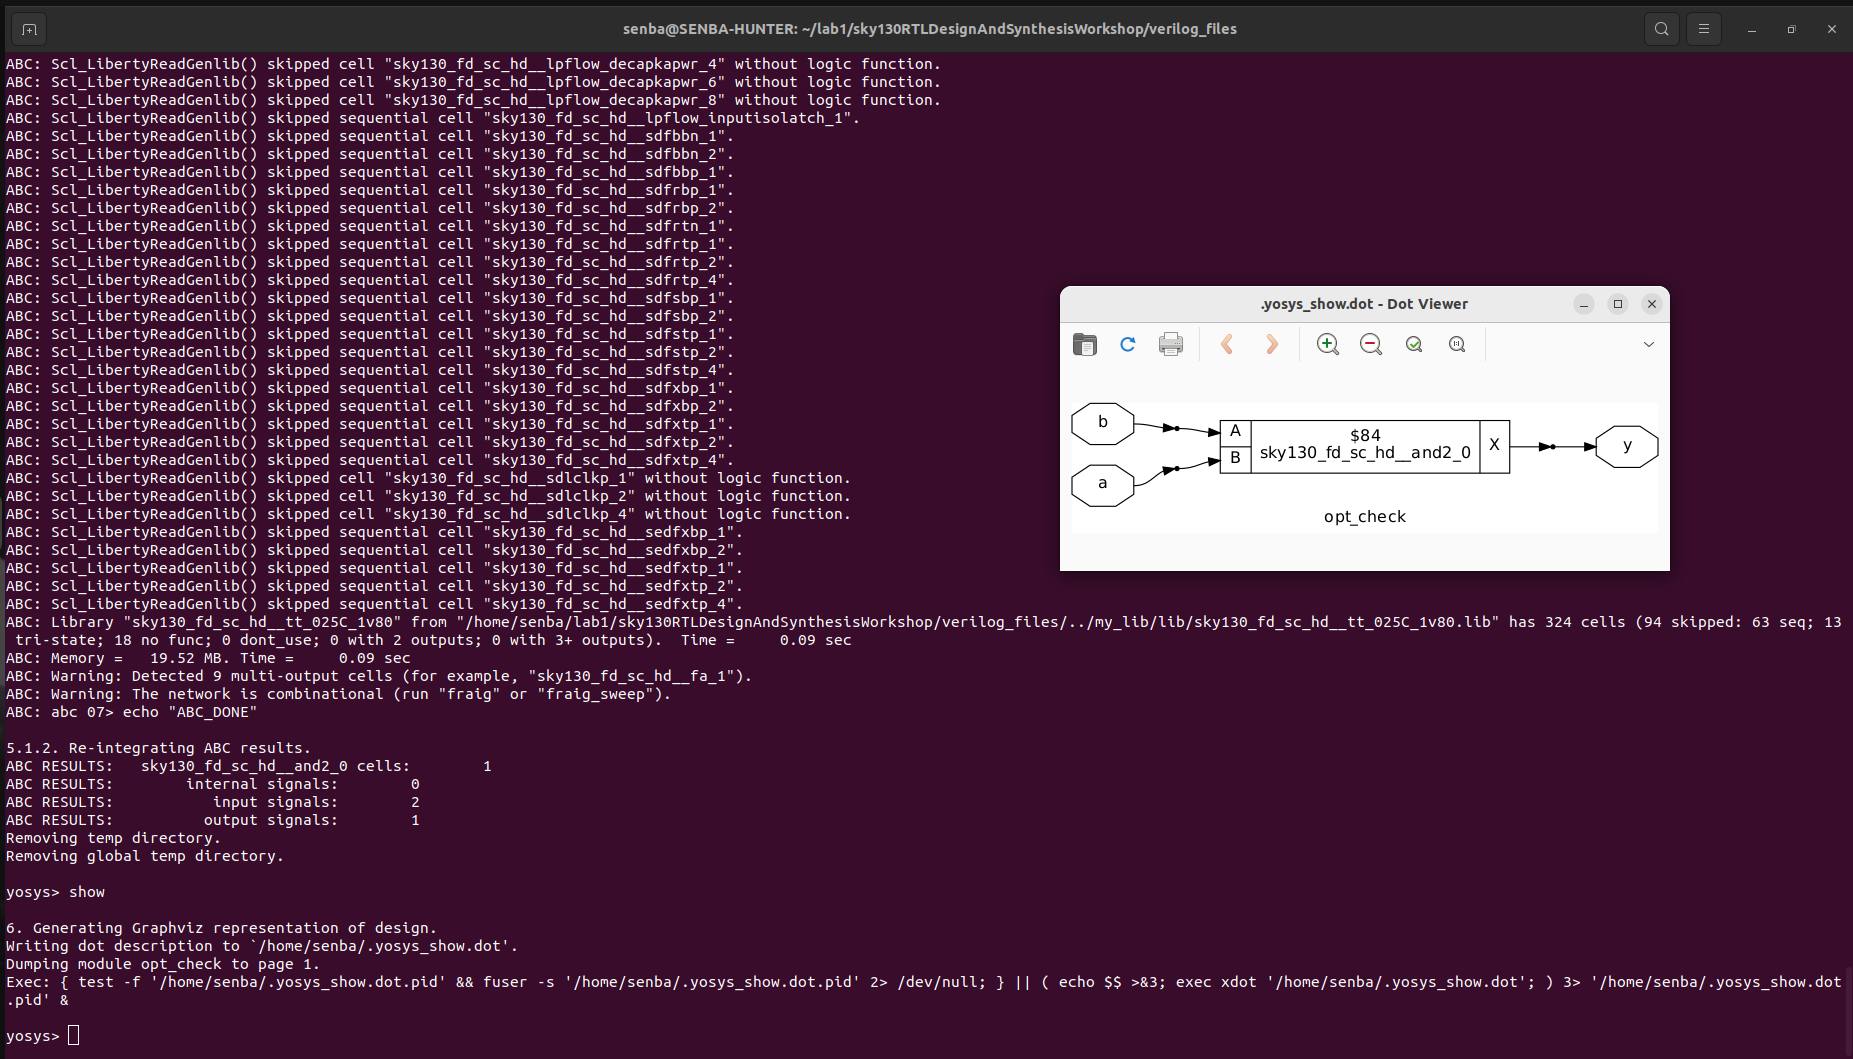 senba@SENBA-HUNTER: ~/lab1/sky130RTLDesignAndSynthesisWorkshop/verilog_files
ABC: Scl_LibertyReadGenlib() skipped cell "sky130_fd_sc_hd__lpflow_decapkapwr_4" without logic function.
ABC: Scl_LibertyReadGenlib() skipped cell "sky130_fd_sc_hd__lpflow_decapkapwr_6" without logic function.
ABC: Scl_LibertyReadGenlib() skipped cell "sky130_fd_sc_hd__lpflow_decapkapwr_8" without logic function.
ABC: Scl_LibertyReadGenlib() skipped sequential cell "sky130_fd_sc_hd__lpflow_inputisolatch_1".
ABC: Scl_LibertyReadGenlib() skipped sequential cell "sky130_fd_sc_hd__sdfbbn_1".
ABC: Scl_LibertyReadGenlib() skipped sequential cell "sky130_fd_sc_hd__sdfbbn_2".
ABC: Scl_LibertyReadGenlib() skipped sequential cell "sky130_fd_sc_hd__sdfbbp_1".
ABC: Scl_LibertyReadGenlib() skipped sequential cell "sky130_fd_sc_hd__sdfrbp_1".
ABC: Scl_LibertyReadGenlib() skipped sequential cell "sky130_fd_sc_hd__sdfrbp_2".
ABC: Scl_LibertyReadGenlib() skipped sequential cell "sky130_fd_sc_hd__sdfrtn_1".
ABC: Scl_LibertyReadGenlib() skipped sequential cell "sky130_fd_sc_hd__sdfrtp_1".
ABC: Scl_LibertyReadGenlib() skipped sequential cell "sky130_fd_sc_hd__sdfrtp_2".
ABC: Scl_LibertyReadGenlib() skipped sequential cell "sky130_fd_sc_hd__sdfrtp_4".
ABC: Scl_LibertyReadGenlib() skipped sequential cell "sky130_fd_sc_hd__sdfsbp_1".
ABC: Scl_LibertyReadGenlib() skipped sequential cell "sky130_fd_sc_hd__sdfsbp_2".
ABC: Scl_LibertyReadGenlib() skipped sequential cell "sky130_fd_sc_hd__sdfstp_1".
ABC: Scl_LibertyReadGenlib() skipped sequential cell "sky130_fd_sc_hd__sdfstp_2".
ABC: Scl_LibertyReadGenlib() skipped sequential cell "sky130_fd_sc_hd__sdfstp_4".
ABC: Scl_LibertyReadGenlib() skipped sequential cell "sky130_fd_sc_hd__sdfxbp_1".
ABC: Scl_LibertyReadGenlib() skipped sequential cell "sky130_fd_sc_hd__sdfxbp_2".
ABC: Scl_LibertyReadGenlib() skipped sequential cell "sky130_fd_sc_hd__sdfxtp_1".
ABC: Scl_LibertyReadGenlib() skipped sequential cell "sky130_fd_sc_hd__sdfxtp_2".
ABC: Scl_LibertyReadGenlib() skipped sequential cell "sky130_fd_sc_hd__sdfxtp_4".
ABC: Scl_LibertyReadGenlib() skipped cell "sky130_fd_sc_hd__sdlclkp_1" without logic function.
ABC: Scl_LibertyReadGenlib() skipped cell "sky130_fd_sc_hd__sdlclkp_2" without logic function.
ABC: Scl_LibertyReadGenlib() skipped cell "sky130_fd_sc_hd__sdlclkp_4" without logic function.
ABC: Scl_LibertyReadGenlib() skipped sequential cell "sky130_fd_sc_hd__sedfxbp_1".
ABC: Scl_LibertyReadGenlib() skipped sequential cell "sky130_fd_sc_hd__sedfxbp_2".
ABC: Scl_LibertyReadGenlib() skipped sequential cell "sky130_fd_sc_hd__sedfxtp_1".
ABC: Scl_LibertyReadGenlib() skipped sequential cell "sky130_fd_sc_hd__sedfxtp_2".
ABC: Scl_LibertyReadGenlib() skipped sequential cell "sky130_fd_sc_hd__sedfxtp_4".
ABC: Library "sky130_fd_sc_hd__tt_025C_1v80" from "/home/senba/lab1/sky130RTLDesignAndSynthesisWorkshop/verilog_files/../my_lib/lib/sky130_fd_sc_hd__tt_025C_1v80.lib" has 324 cells (94 skipped: 63 seq; 13
tri-state; 18 no func; 0 dont_use; 0 with 2 outputs; 0 with 3+ outputs).  Time =     0.09 sec
ABC: Memory =   19.52 MB. Time =     0.09 sec
ABC: Warning: Detected 9 multi-output cells (for example, "sky130_fd_sc_hd__fa_1").
ABC: Warning: The network is combinational (run "fraig" or "fraig_sweep").
ABC: abc 07> echo "ABC_DONE"
5.1.2. Re-integrating ABC results.
ABC RESULTS:   sky130_fd_sc_hd__and2_0 cells:        1
ABC RESULTS:        internal signals:        0
ABC RESULTS:           input signals:        2
ABC RESULTS:          output signals:        1
Removing temp directory.
Removing global temp directory.
yosys> show
6. Generating Graphviz representation of design.
Writing dot description to `/home/senba/.yosys_show.dot'.
Dumping module opt_check to page 1.
Exec: { test -f '/home/senba/.yosys_show.dot.pid' && fuser -s '/home/senba/.yosys_show.dot.pid' 2> /dev/null; } || ( echo $$ >&3; exec xdot '/home/senba/.yosys_show.dot'; ) 3> '/home/senba/.yosys_show.dot
.pid' &
yosys>
.yosys_show.dot - Dot Viewer
b
a
A
B
$84
sky130_fd_sc_hd__and2_0
X
y
opt_check